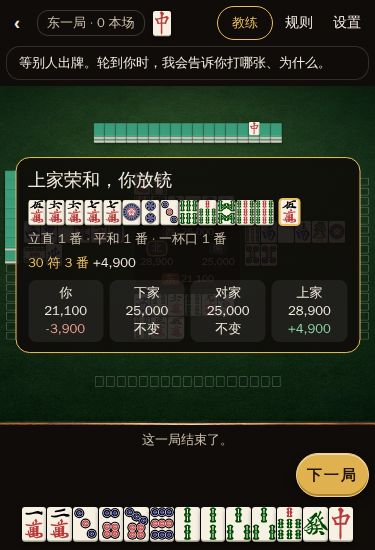 ‹ 东一局 · 0 本场 中 教练 规则 设置
等别人出牌。轮到你时，我会告诉你打哪张、为什么。
上家荣和，你放铳
立直 1 番 · 平和 1 番 · 一杯口 1 番
30 符 3 番 +4,900
你 下家 对家 上家
21,100 25,000 25,000 28,900
-3,900 不变 不变 +4,900
这一局结束了。
下一局